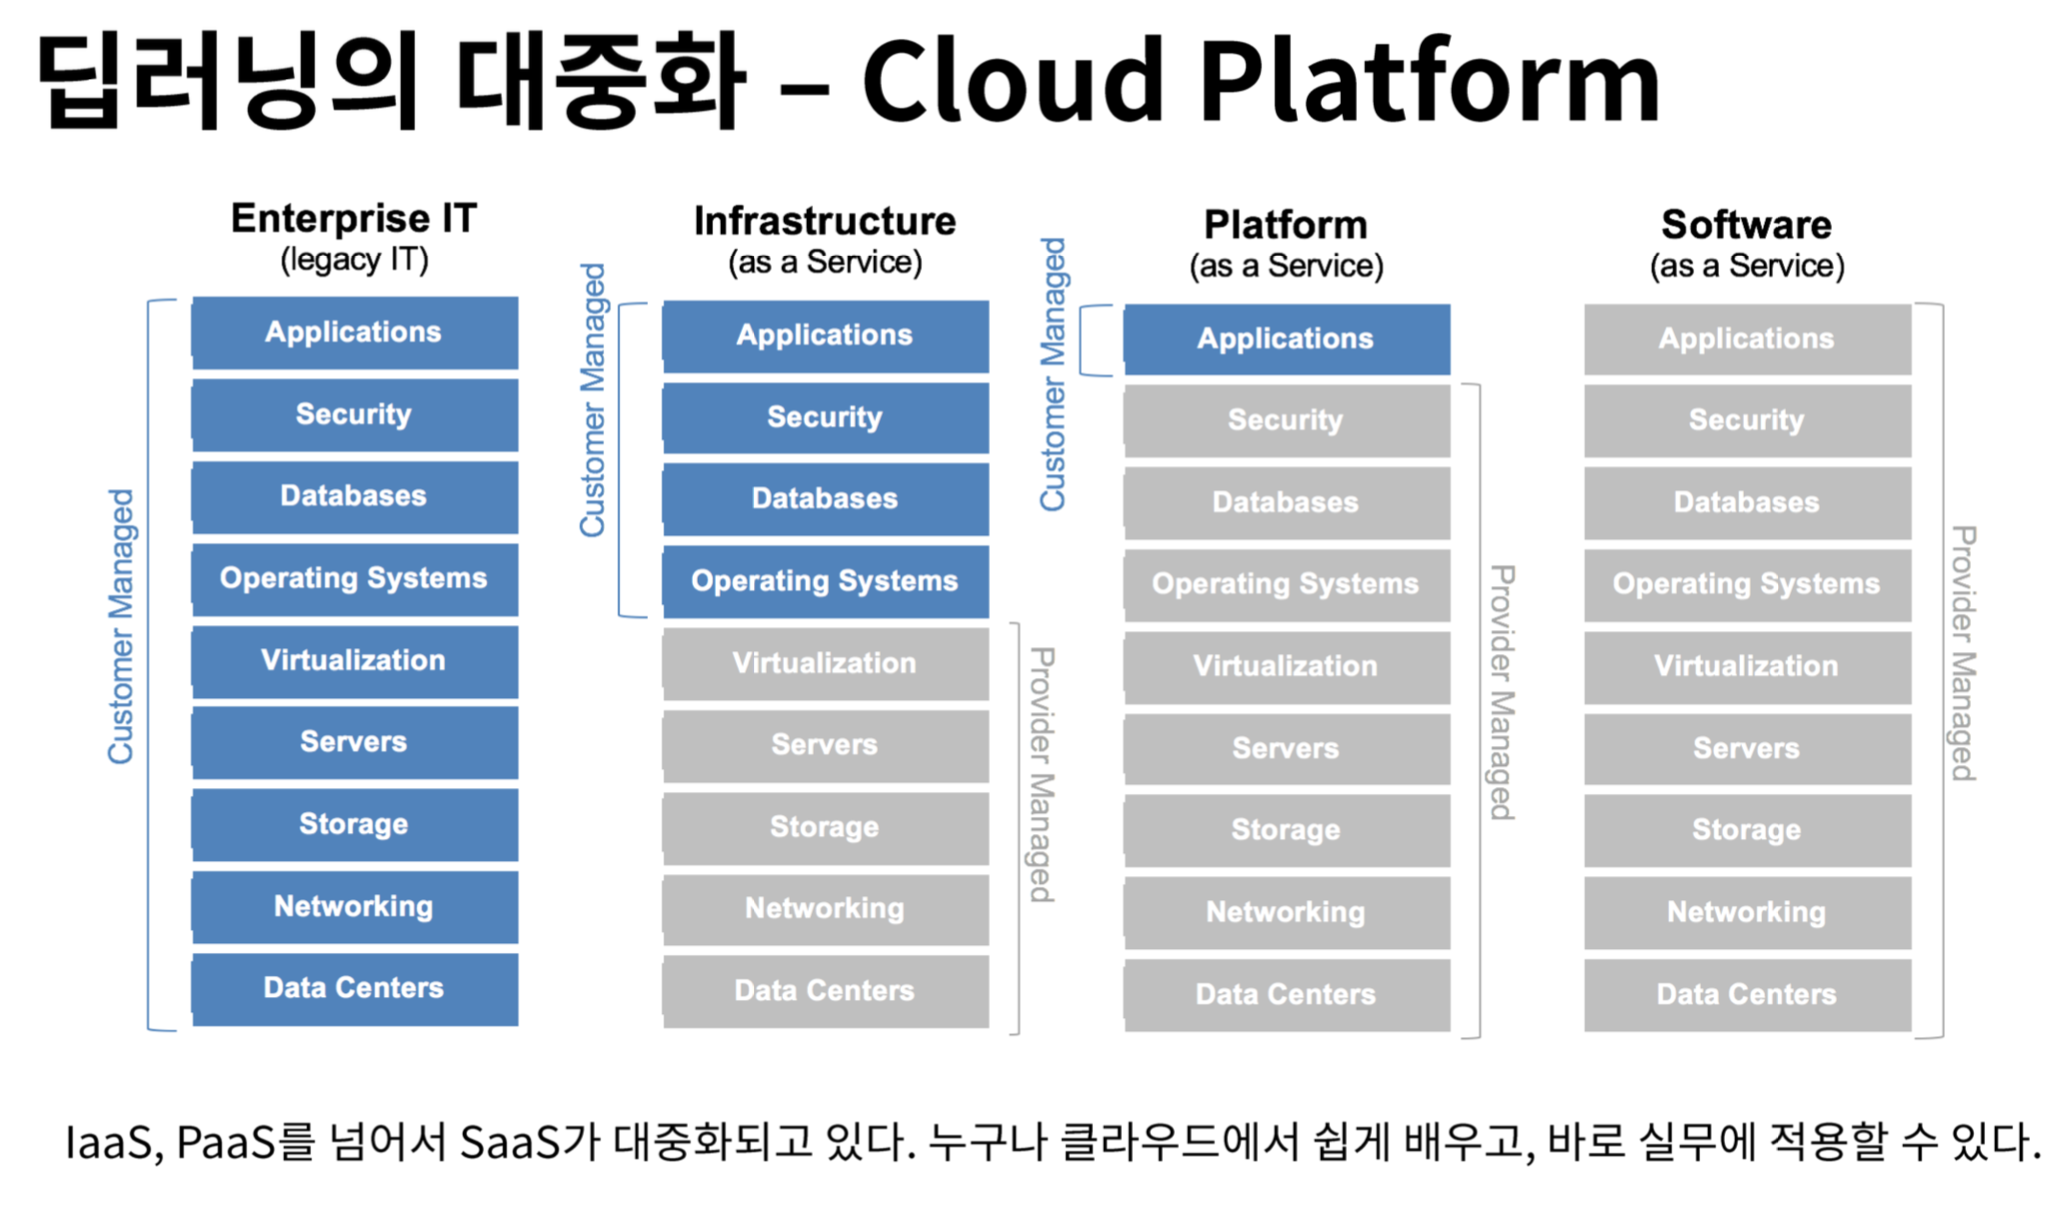 딥러닝의 대중화 – Cloud Platform
Enterprise IT
(legacy IT)
Customer Managed
Applications
Security
Databases
Operating Systems
Virtualization
Servers
Storage
Networking
Data Centers
Infrastructure
(as a Service)
Customer Managed
Applications
Security
Databases
Operating Systems
Virtualization
Servers
Storage
Networking
Data Centers
Provider Managed
Platform
(as a Service)
Customer Managed
Applications
Security
Databases
Operating Systems
Virtualization
Servers
Storage
Networking
Data Centers
Provider Managed
Software
(as a Service)
Applications
Security
Databases
Operating Systems
Virtualization
Servers
Storage
Networking
Data Centers
Provider Managed
IaaS, PaaS를 넘어서 SaaS가 대중화되고 있다. 누구나 클라우드에서 쉽게 배우고, 바로 실무에 적용할 수 있다.